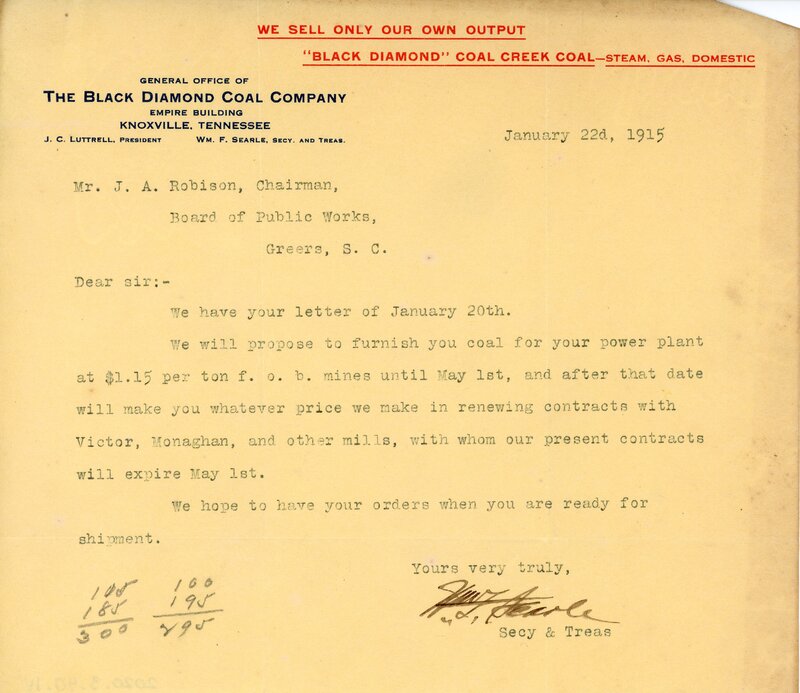 WE SELL ONLY OUR OWN OUTPUT
"BLACK DIAMOND" COAL CREEK COAL—STEAM, GAS, DOMESTIC
GENERAL OFFICE OF
THE BLACK DIAMOND COAL COMPANY
EMPIRE BUILDING
KNOXVILLE, TENNESSEE
J. C. LUTTRELL, PRESIDENT WM. F. SEARLE, SECY. AND TREAS.
January 22d, 1915
Mr. J. A. Robison, Chairman,
Board of Public Works,
Greers, S. C.
Dear sir;-
We have your letter of January 20th.
We will propose to furnish you coal for your power plant
at $1.15 per ton f. o. b. mines until May 1st, and after that date
will make you whatever price we make in renewing contracts with
Victor, Monaghan, and other mills, with whom our present contracts
will expire May 1st.
We hope to have your orders when you are ready for
shipment.
Yours very truly,
Wm F. Searle
Secy & Treas
105 100
185 195
300 295
2020.3.40.